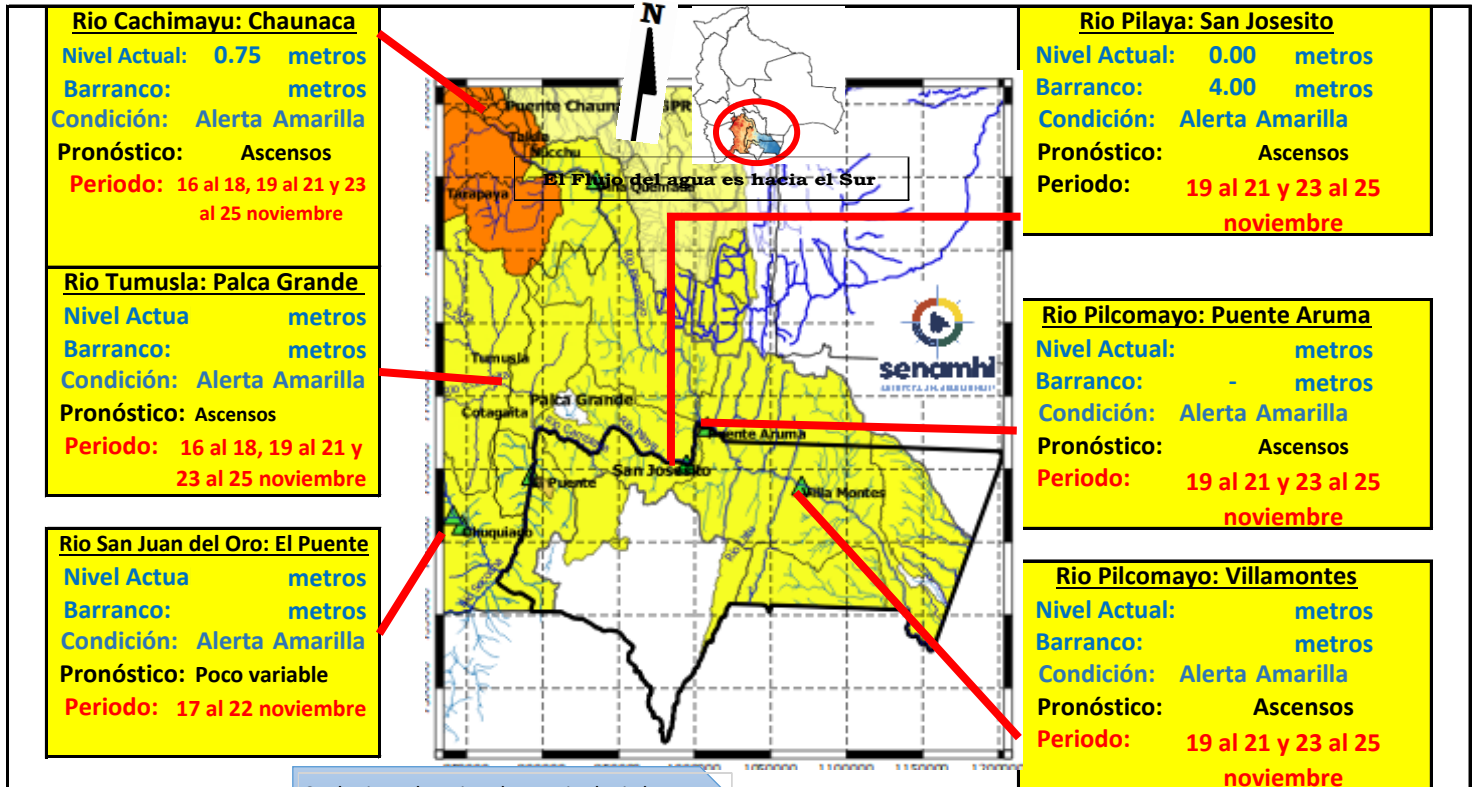 Rio Cachimayu: Chaunaca
Nivel Actual: 0.75 metros
Barranco: metros
Condición: Alerta Amarilla
Pronóstico: Ascensos
Periodo: 16 al 18, 19 al 21 y 23
al 25 noviembre
Rio Tumusla: Palca Grande
Nivel Actua metros
Barranco: metros
Condición: Alerta Amarilla
Pronóstico: Ascensos
Periodo: 16 al 18, 19 al 21 y
23 al 25 noviembre
Rio San Juan del Oro: El Puente
Nivel Actua metros
Barranco: metros
Condición: Alerta Amarilla
Pronóstico: Poco variable
Periodo: 17 al 22 noviembre
N
Puente
Talula
Nucchu
El Flujo del agua es hacia el Sur
Tarapaya
Tumusla
Palca Grande
Cotagaita
Puente Aruma
San Josesito
El Puente
Villa Montes
Chuquiago
senamhi
1050000 1100000 1150000
Rio Pilaya: San Josesito
Nivel Actual: 0.00 metros
Barranco: 4.00 metros
Condición: Alerta Amarilla
Pronóstico: Ascensos
Periodo: 19 al 21 y 23 al 25
noviembre
Rio Pilcomayo: Puente Aruma
Nivel Actual: metros
Barranco: - metros
Condición: Alerta Amarilla
Pronóstico: Ascensos
Periodo: 19 al 21 y 23 al 25
noviembre
Rio Pilcomayo: Villamontes
Nivel Actual: metros
Barranco: metros
Condición: Alerta Amarilla
Pronóstico: Ascensos
Periodo: 19 al 21 y 23 al 25
noviembre